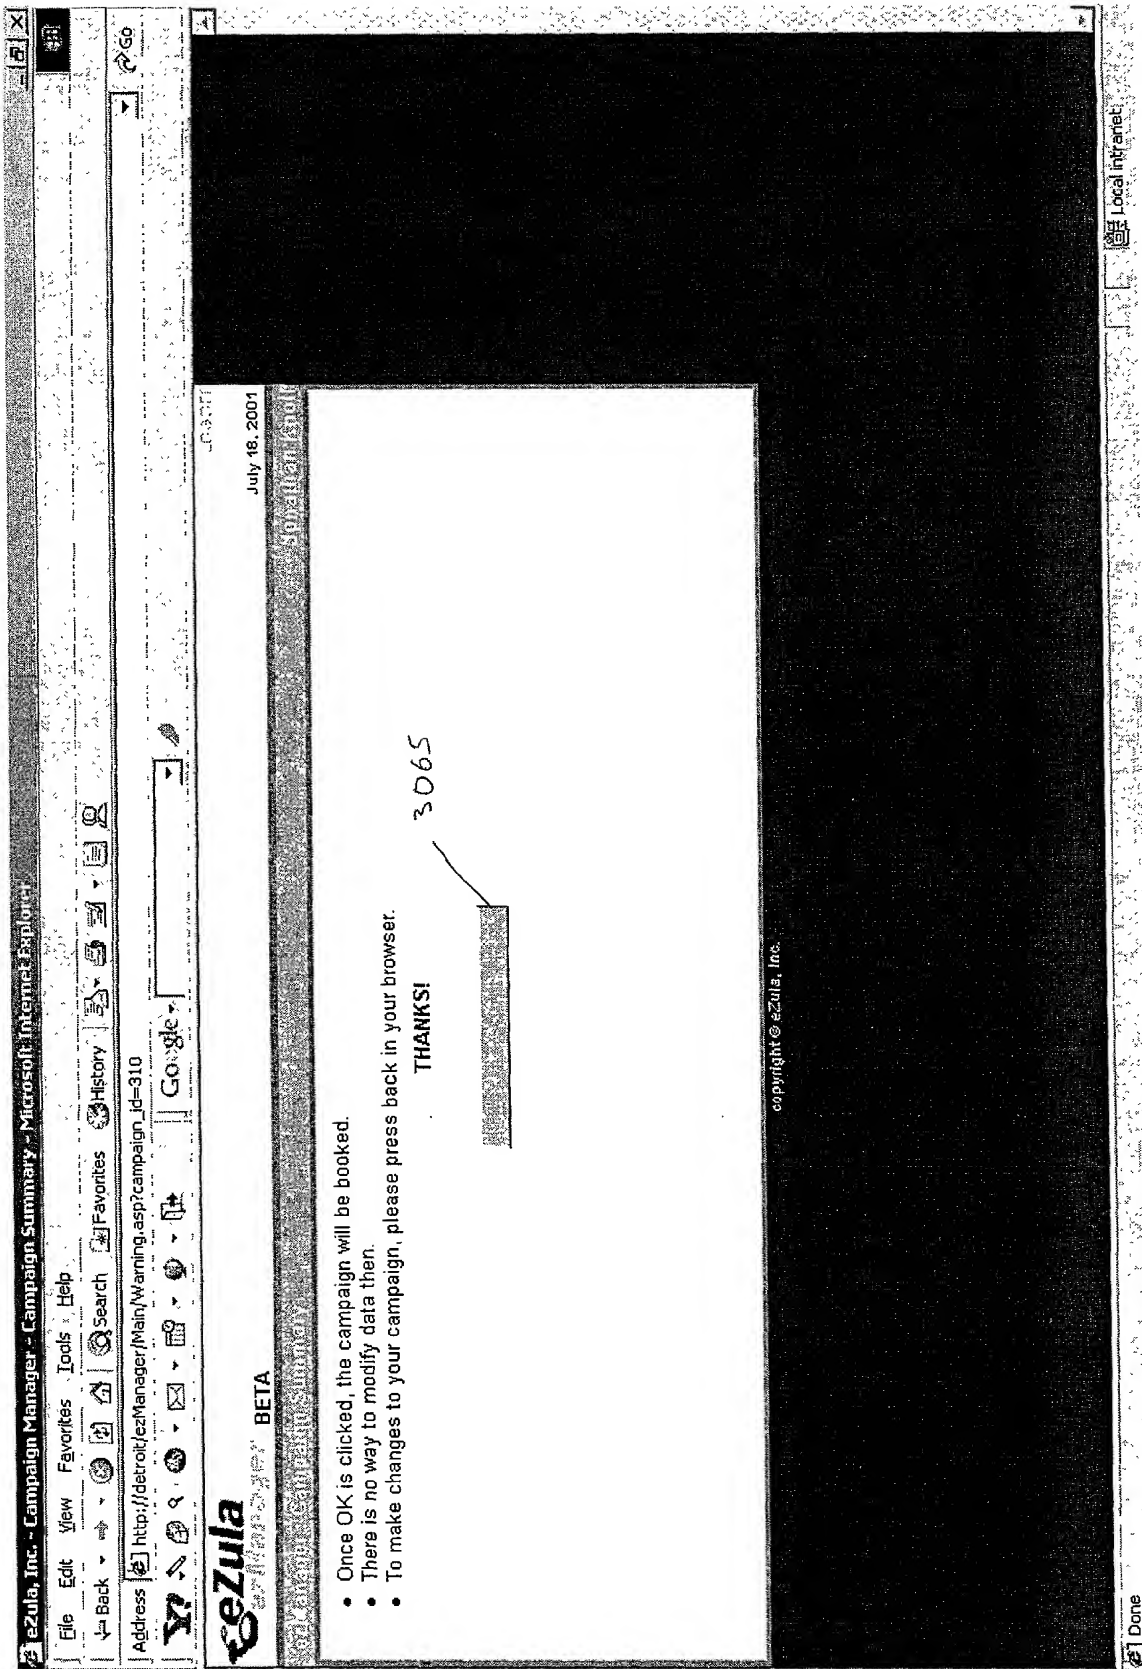 eZula, Inc. - Campaign Manager - Campaign Summary - Microsoft Internet Explorer
File Edit View Favorites Tools Help
Back Search Favorites History
Address http://detroit/ezManager/Main/Warning.asp?campaign_id=310 Go
Y! Google
eZula
ezManager BETA
July 18, 2001
Campaign Summary
• Once OK is clicked, the campaign will be booked.
• There is no way to modify data then.
• To make changes to your campaign, please press back in your browser.
THANKS!
3065
copyright © eZula, Inc.
Done Local intranet